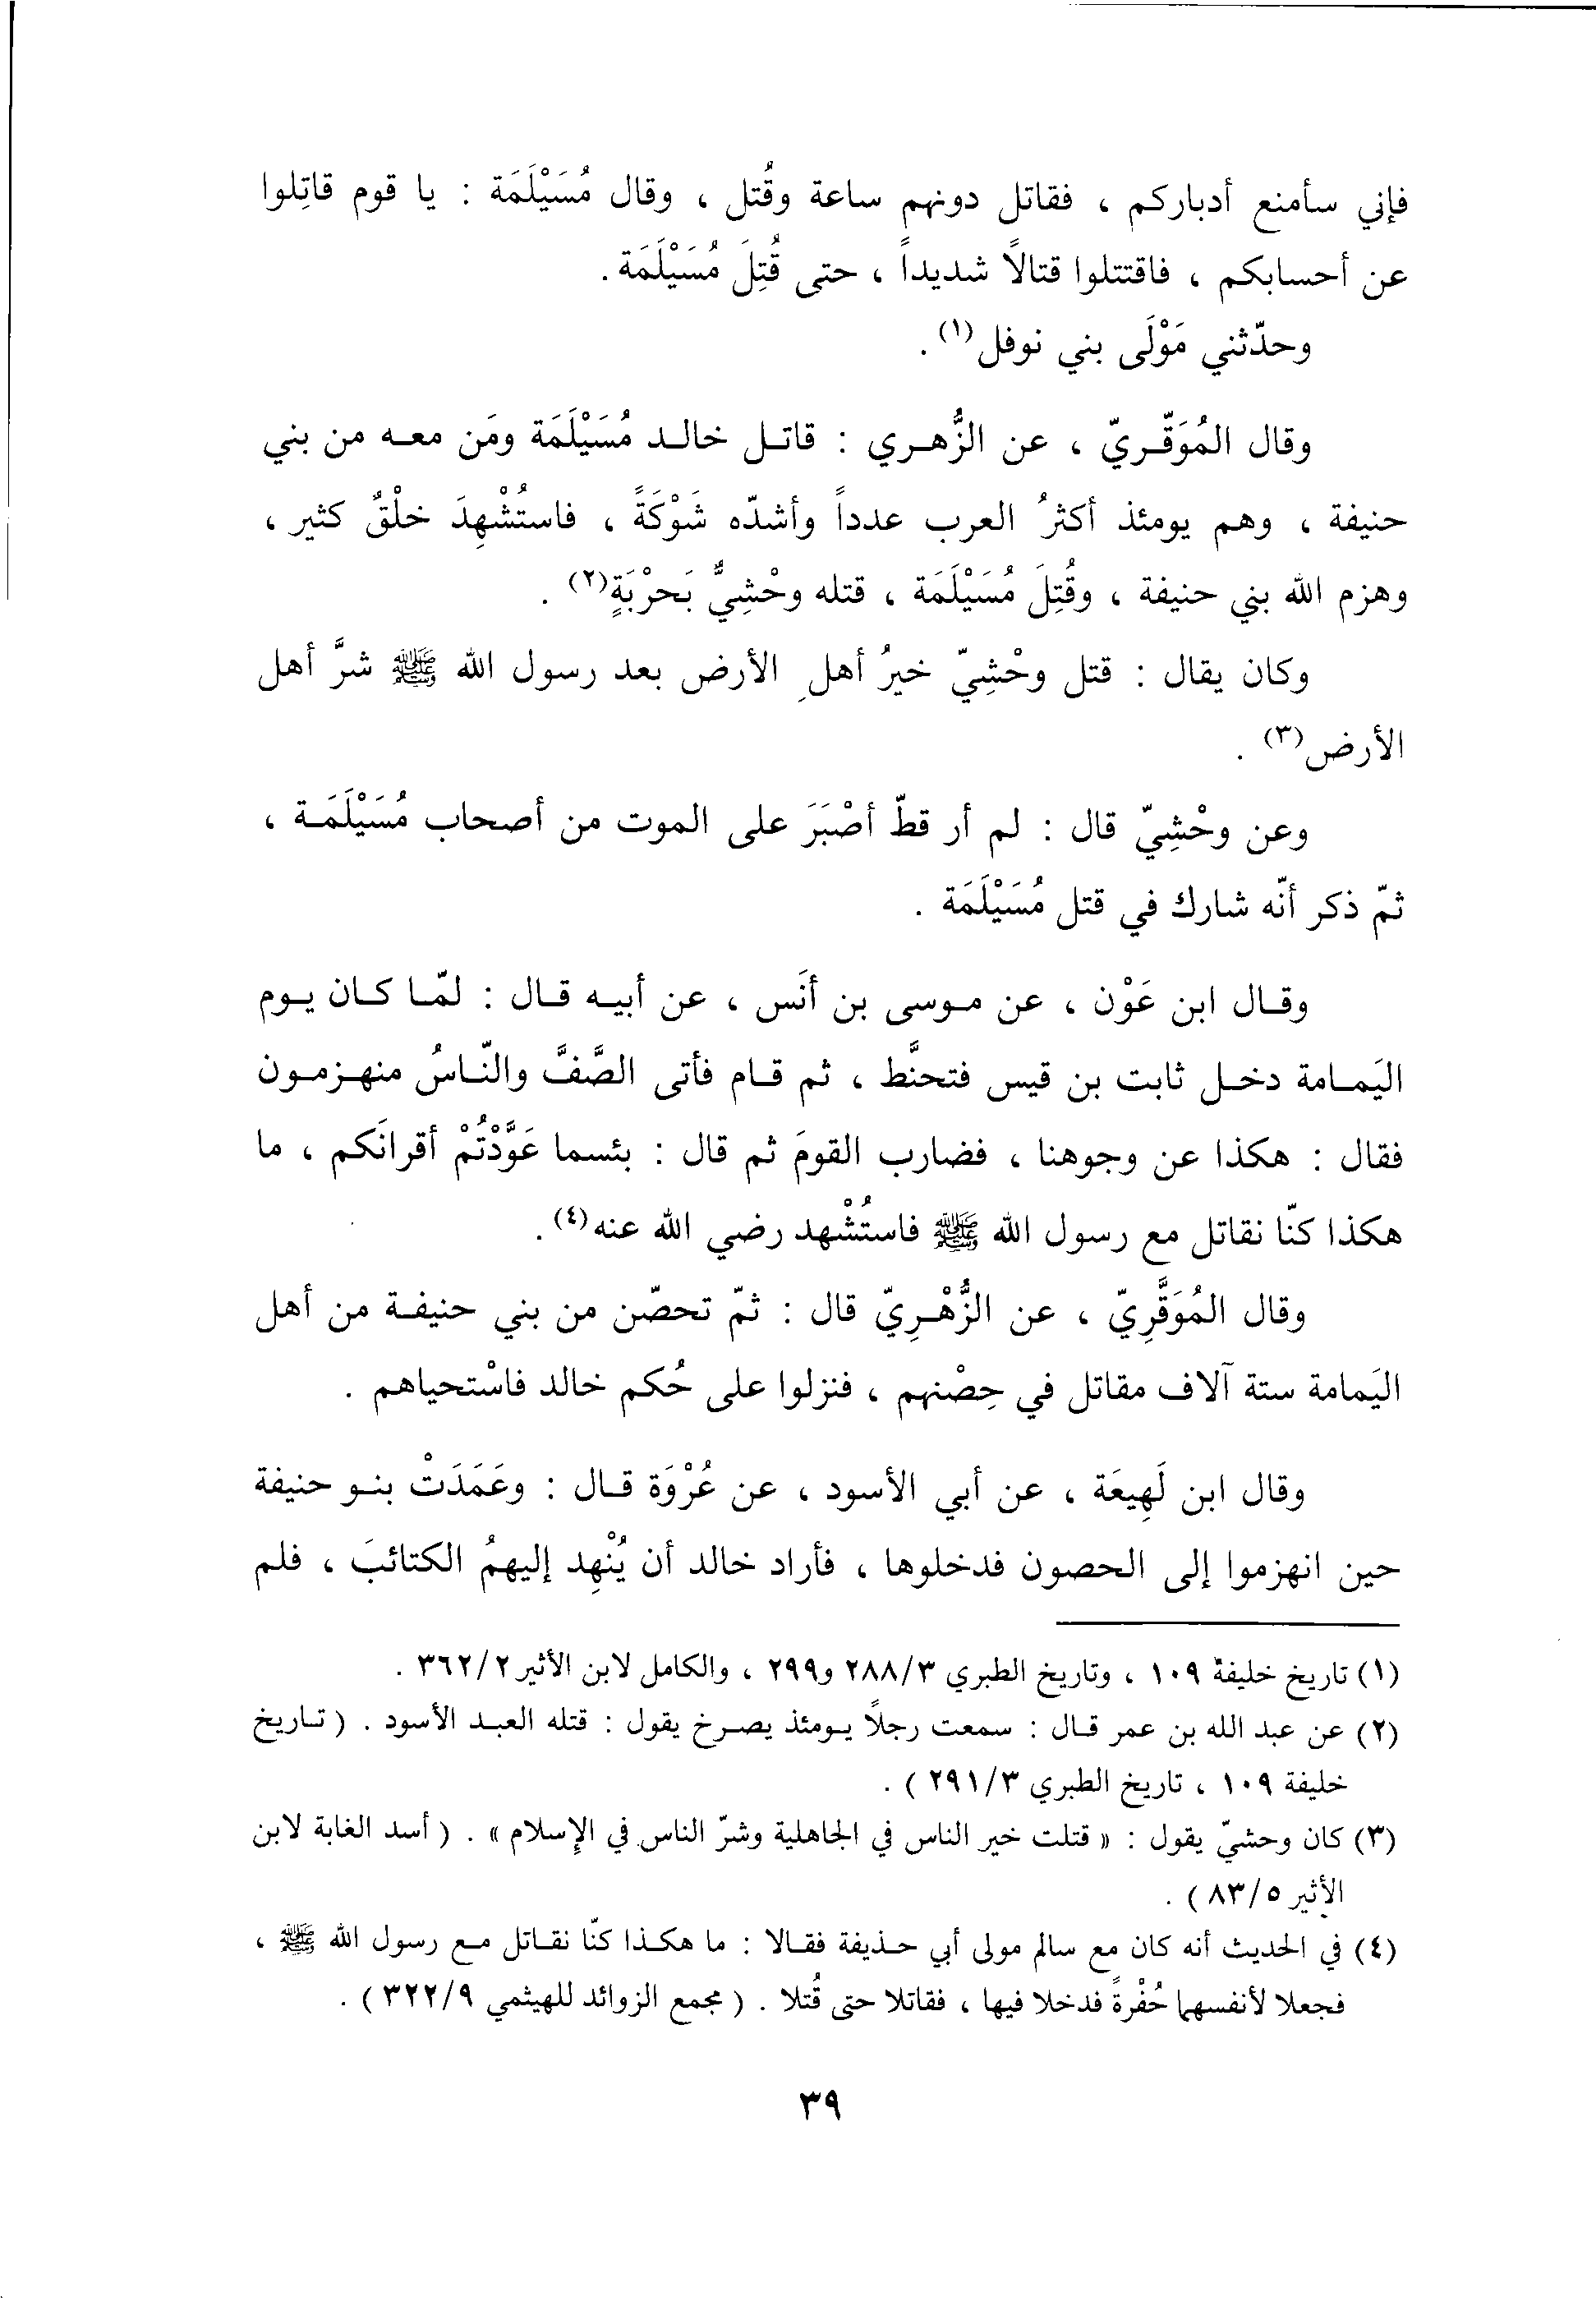 فإني سأمنع أدباركم ، فقاتل دونهم ساعة وقُتل ، وقال مُسَيْلَمَة : يا قوم قاتِلوا
عن أحسابكم ، فاقتتلوا قتالاً شديداً ، حتى قُتِلَ مُسَيْلَمَة .
وحدّثني مَوْلَى بني نوفل(١) .
وقال المُوَقّري ، عن الزُّهري : قاتل خالد مُسَيْلَمَة ومَن معه من بني
حنيفة ، وهم يومئذ أكثرُ العرب عدداً وأشدّه شَوْكَةً ، فاستُشْهِدَ خلْقٌ كثير ،
وهزم الله بني حنيفة ، وقُتِلَ مُسَيْلَمَة ، قتله وحْشِيٌّ بَحرْبَةٍ(٢) .
وكان يقال : قتل وحْشِيّ خيرُ أهلِ الأرض بعد رسول الله ﷺ شرَّ أهل
الأرض(٣) .
وعن وحْشِيّ قال : لم أر قطّ أصْبَرَ على الموت من أصحاب مُسَيْلَمَة ،
ثمّ ذكر أنّه شارك في قتل مُسَيْلَمَة .
وقال ابن عَوْن ، عن موسى بن أنَس ، عن أبيه قال : لمّا كان يوم
اليَمامة دخل ثابت بن قيس فتحنَّط ، ثم قام فأتى الصَّفَّ والنّاسُ منهزمون
فقال : هكذا عن وجوهنا ، فضارب القومَ ثم قال : بئسما عَوَّدْتُمْ أقرانَكم ، ما
هكذا كنّا نقاتل مع رسول الله ﷺ فاستُشْهد رضي الله عنه(٤) .
وقال المُوَقَّرِيّ ، عن الزُّهْرِيّ قال : ثمّ تحصّن من بني حنيفة من أهل
اليَمامة ستة آلاف مقاتل في حِصْنهم ، فنزلوا على حُكم خالد فاسْتحياهم .
وقال ابن لَهِيعَة ، عن أبي الأسود ، عن عُرْوَة قال : وعَمَدَتْ بنو حنيفة
حين انهزموا إلى الحصون فدخلوها ، فأراد خالد أن يُنْهِد إليهمُ الكتائبَ ، فلم
(١) تاريخ خليفة ١٠٩ ، وتاريخ الطبري ٢٨٨/٣ و٢٩٩ ، والكامل لابن الأثير ٣٦٢/٢ .
(٢) عن عبد الله بن عمر قال : سمعت رجلاً يومئذ يصرخ يقول : قتله العبد الأسود . ( تاريخ
خليفة ١٠٩ ، تاريخ الطبري ٢٩١/٣ ) .
(٣) كان وحشيّ يقول : « قتلت خير الناس في الجاهلية وشرّ الناس في الإسلام » . ( أسد الغابة لابن
الأثير ٨٣/٥ ) .
(٤) في الحديث أنه كان مع سالم مولى أبي حذيفة فقالا : ما هكذا كنّا نقاتل مع رسول الله ﷺ ،
فجعلا لأنفسهما حُفْرةً فدخلا فيها ، فقاتلا حتى قُتلا . ( مجمع الزوائد للهيثمي ٣٢٢/٩ ) .
٣٩